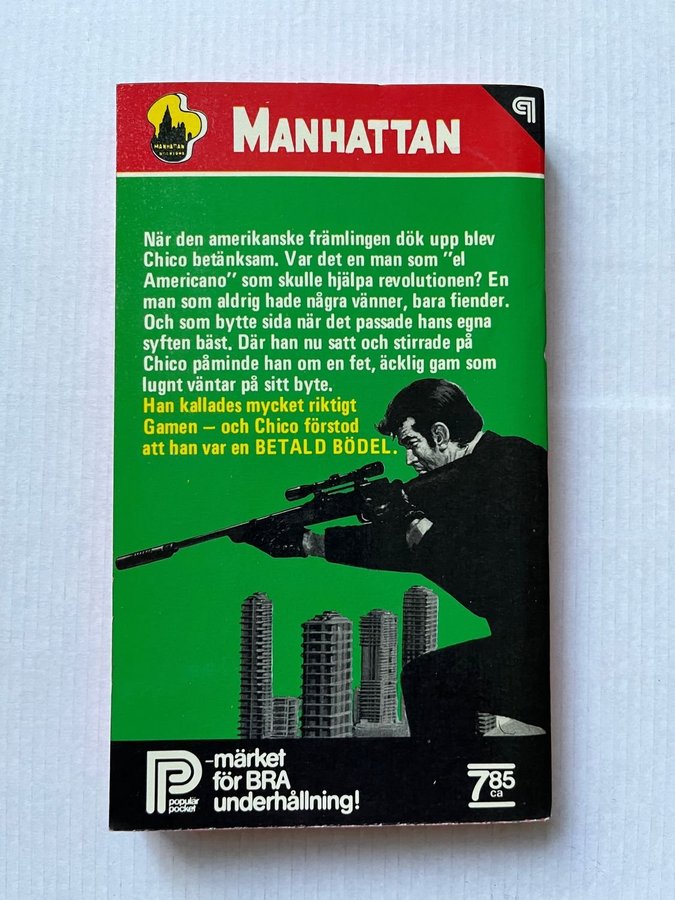 MANHATTAN
MANHATTAN
När den amerikanske främlingen dök upp blev
Chico betänksam. Var det en man som "el
Americano" som skulle hjälpa revolutionen? En
man som aldrig hade några vänner, bara fiender.
Och som bytte sida när det passade hans egna
syften bäst. Där han nu satt och stirrade på
Chico påminde han om en fet, äcklig gam som
lugnt väntar på sitt byte.
Han kallades mycket riktigt
Gamen – och Chico förstod
att han var en BETALD BÖDEL.
P
populär
pocket
-märket
för BRA
underhållning!
785
ca